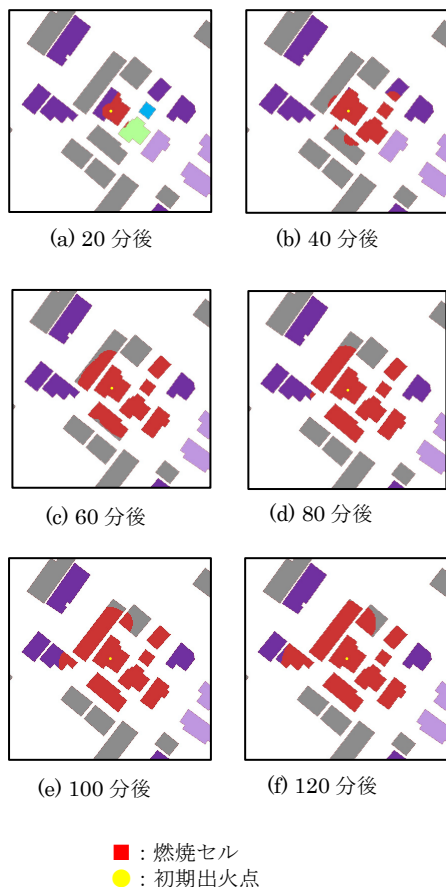 (a) 20 分後
(b) 40 分後
(c) 60 分後
(d) 80 分後
(e) 100 分後
(f) 120 分後
：燃焼セル
：初期出火点